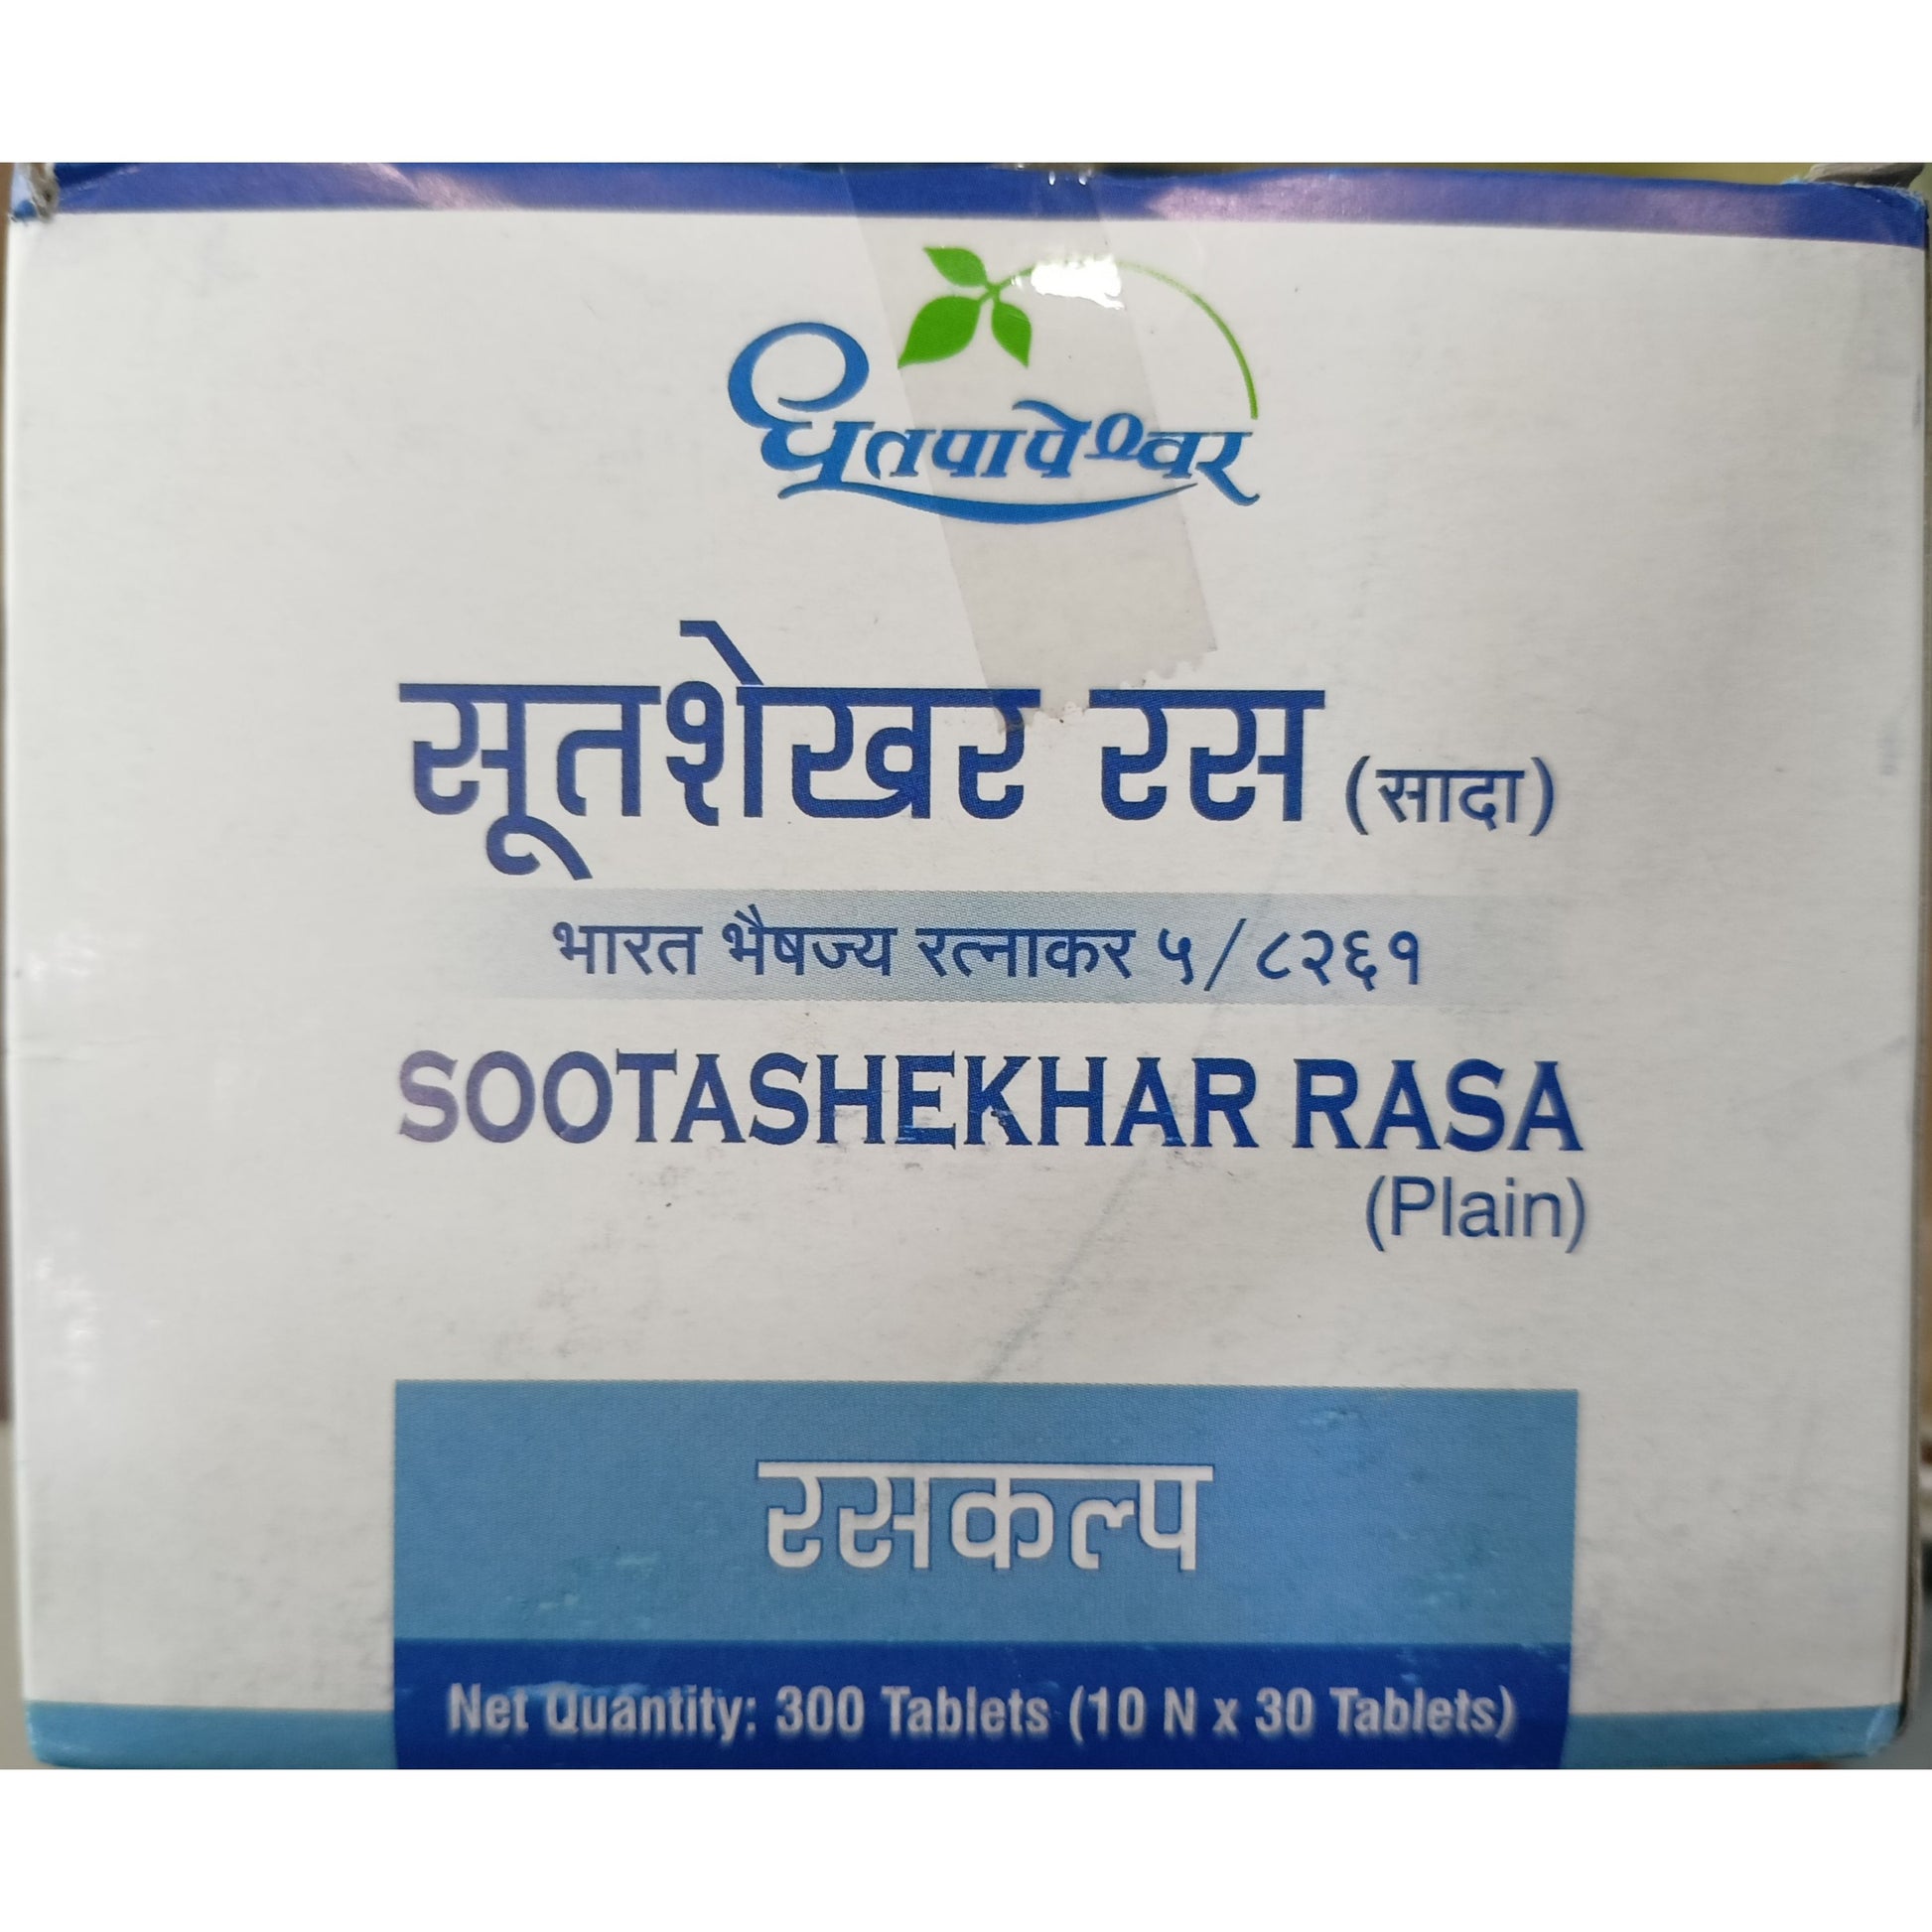 धूतपापेश्वर
सूतशेखर रस (सादा)
भारत भैषज्य रत्नाकर ५/८२६१
SOOTASHEKHAR RASA
(Plain)
रसकल्प
Net Quantity: 300 Tablets (10 N x 30 Tablets)